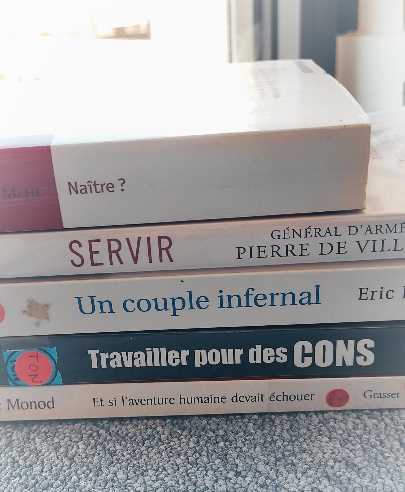 Naître ?
SERVIR
GÉNÉRAL D'ARMÉ
PIERRE DE VILL
Un couple infernal Eric
TON Travailler pour des CONS
Monod Et si l'aventure humaine devait échouer Grasset